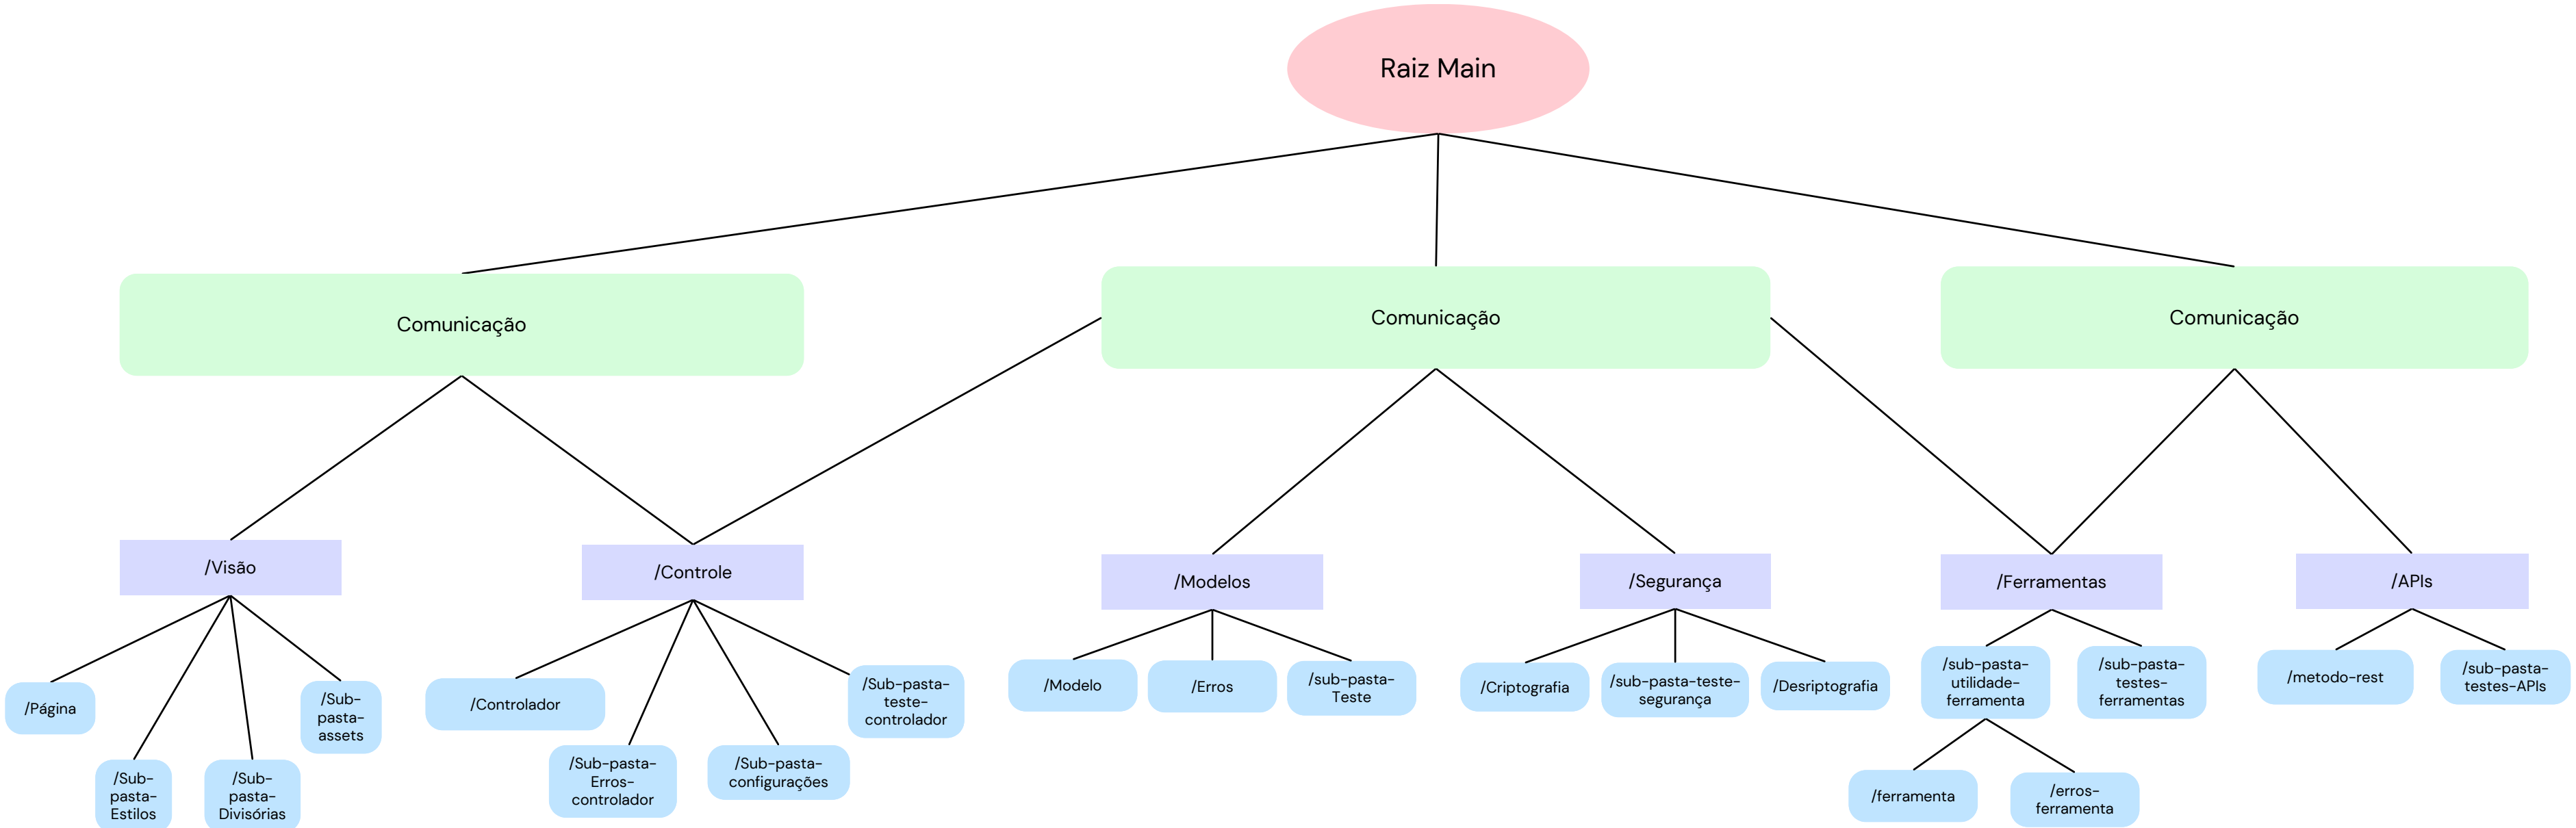 Raiz Main
Comunicação
Comunicação
Comunicação
/Visão
/Controle
/Modelos
/Segurança
/Ferramentas
/APIs
/Página
/Sub-
pasta-
Estilos
/Sub-
pasta-
Divisórias
/Sub-
pasta-
assets
/Controlador
/Sub-pasta-
Erros-
controlador
/Sub-pasta-
configurações
/Sub-pasta-
teste-
controlador
/Modelo
/Erros
/sub-pasta-
Teste
/Criptografia
/sub-pasta-teste-
segurança
/Desriptografia
/sub-pasta-
utilidade-
ferramenta
/sub-pasta-
testes-
ferramentas
/ferramenta
/erros-
ferramenta
/metodo-rest
/sub-pasta-
testes-APIs